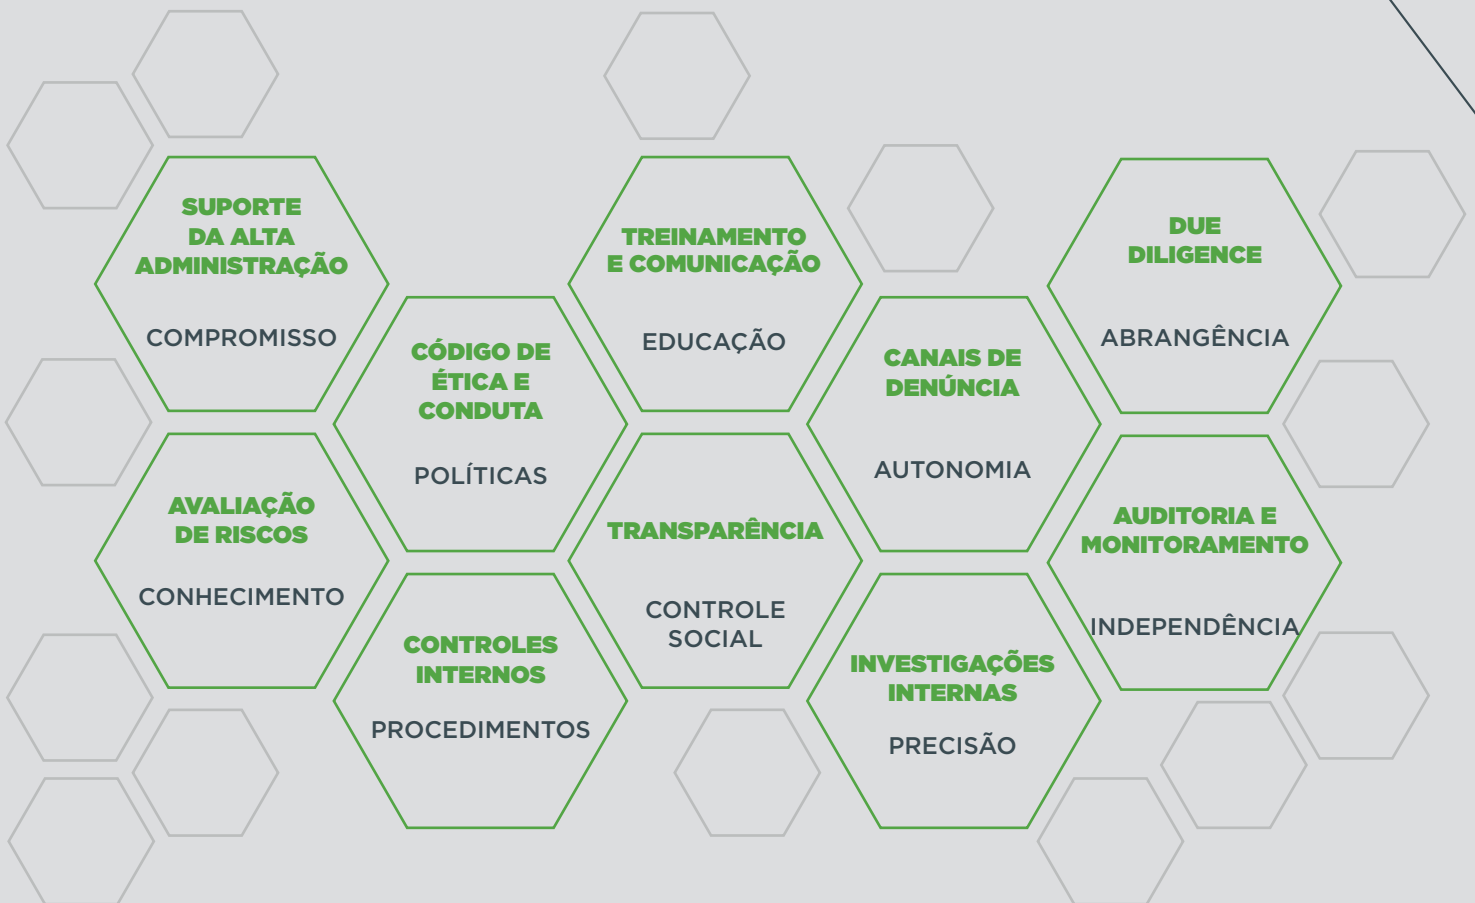 SUPORTE
DA ALTA
ADMINISTRAÇÃO
COMPROMISSO
AVALIAÇÃO
DE RISCOS
CONHECIMENTO
CÓDIGO DE
ÉTICA E
CONDUTA
POLÍTICAS
CONTROLES
INTERNOS
PROCEDIMENTOS
TREINAMENTO
E COMUNICAÇÃO
EDUCAÇÃO
TRANSPARÊNCIA
CONTROLE
SOCIAL
CANAIS DE
DENÚNCIA
AUTONOMIA
INVESTIGAÇÕES
INTERNAS
PRECISÃO
DUE
DILIGENCE
ABRANGÊNCIA
AUDITORIA E
MONITORAMENTO
INDEPENDÊNCIA